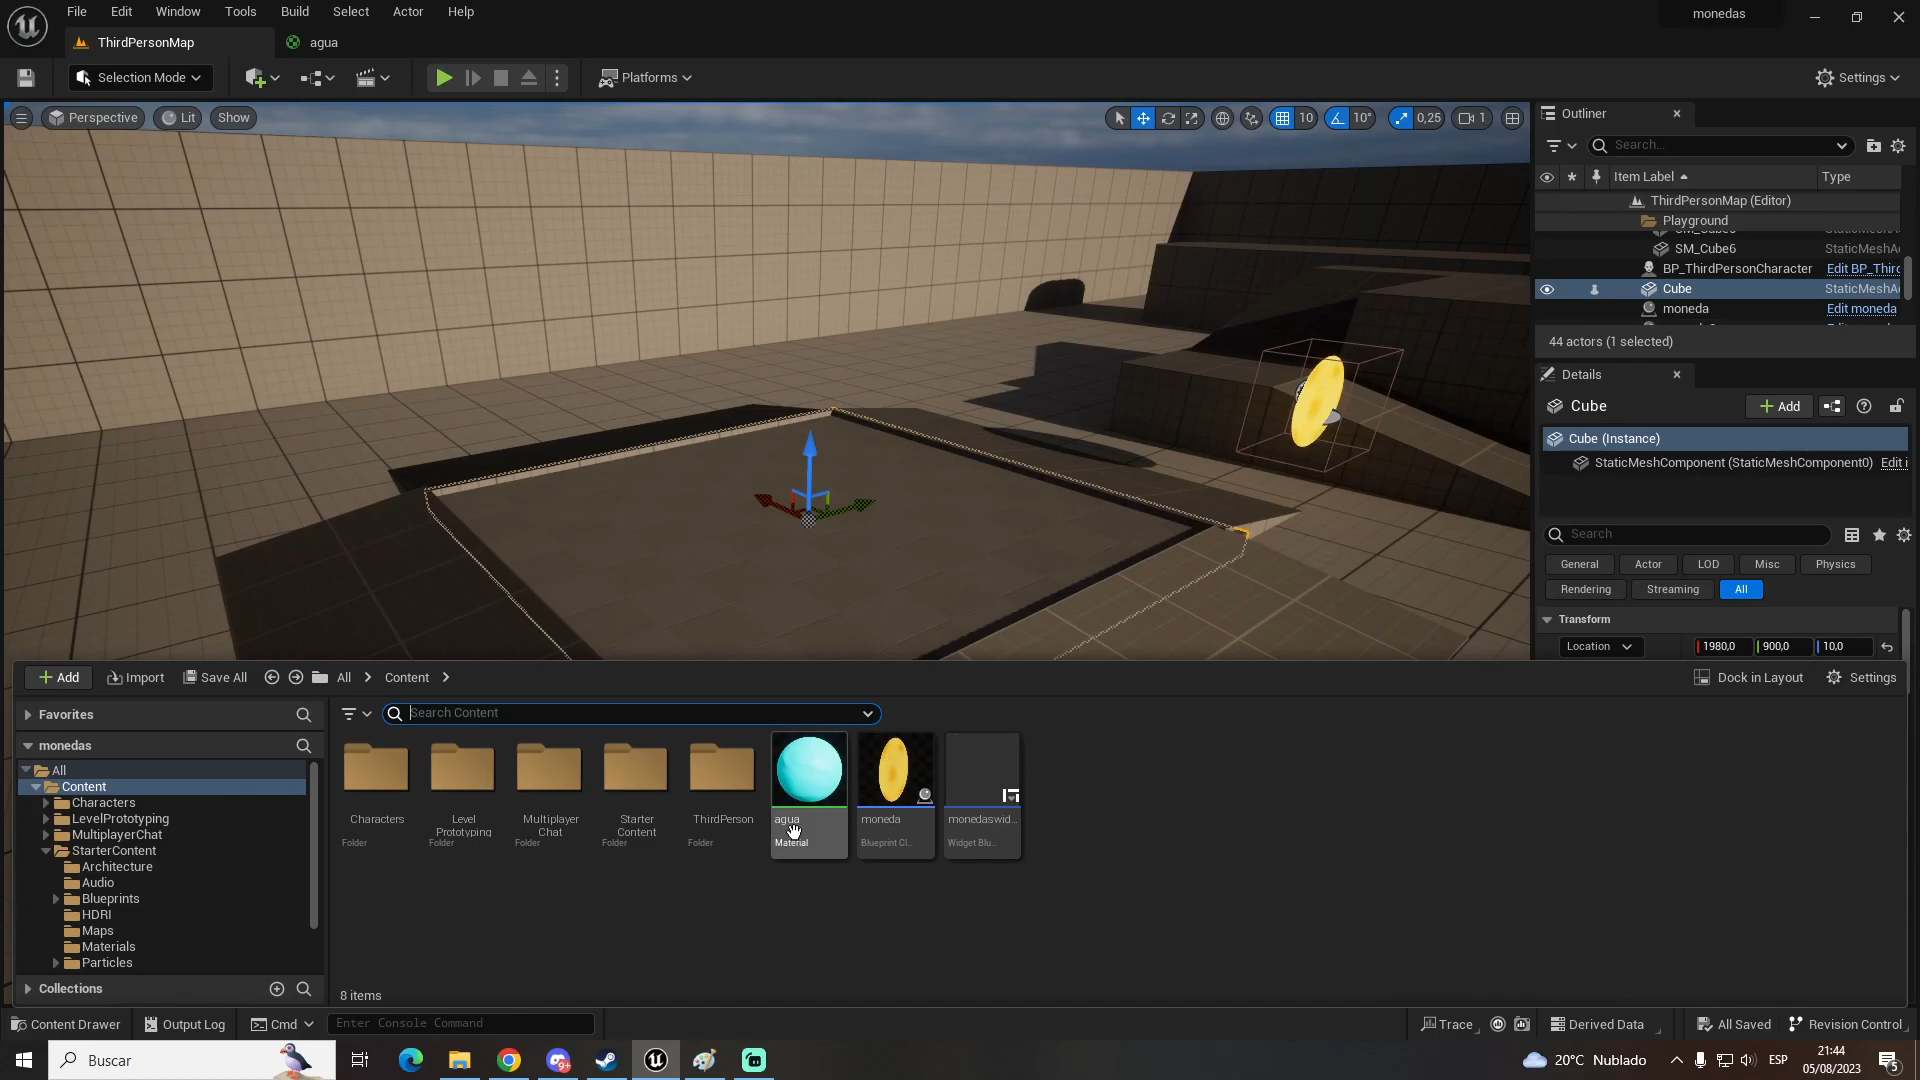 File Edit Window Tools Build Select Actor Help
monedas
ThirdPersonMap
agua
Selection Mode
Platforms
Settings
Perspective Lit Show
10 10° 0,25 1
Outliner
Search...
Item Label Type
ThirdPersonMap (Editor)
Playground
SM_Cube6 StaticMeshA
BP_ThirdPersonCharacter Edit BP_Thirc
Cube StaticMeshA
moneda Edit moneda
44 actors (1 selected)
Details
Cube
Add
Cube (Instance)
StaticMeshComponent (StaticMeshComponent0) Edit i
Search
General Actor LOD Misc Physics
Rendering Streaming All
Transform
Location 1980,0 900,0 10,0
Add Import Save All All Content
Dock in Layout Settings
Favorites
Search Content
monedas
All
Content
Characters
LevelPrototyping
MultiplayerChat
StarterContent
Architecture
Audio
Blueprints
HDRI
Maps
Materials
Particles
Collections
Characters
Folder
Level
Prototyping
Folder
Multiplayer
Chat
Folder
Starter
Content
Folder
ThirdPerson
Folder
agua
Material
moneda
Blueprint Cl...
monedaswid...
Widget Blu...
8 items
Content Drawer Output Log Cmd Enter Console Command
Trace Derived Data All Saved Revision Control
Buscar
9+
20°C Nublado
ESP
21:44
05/08/2023
5